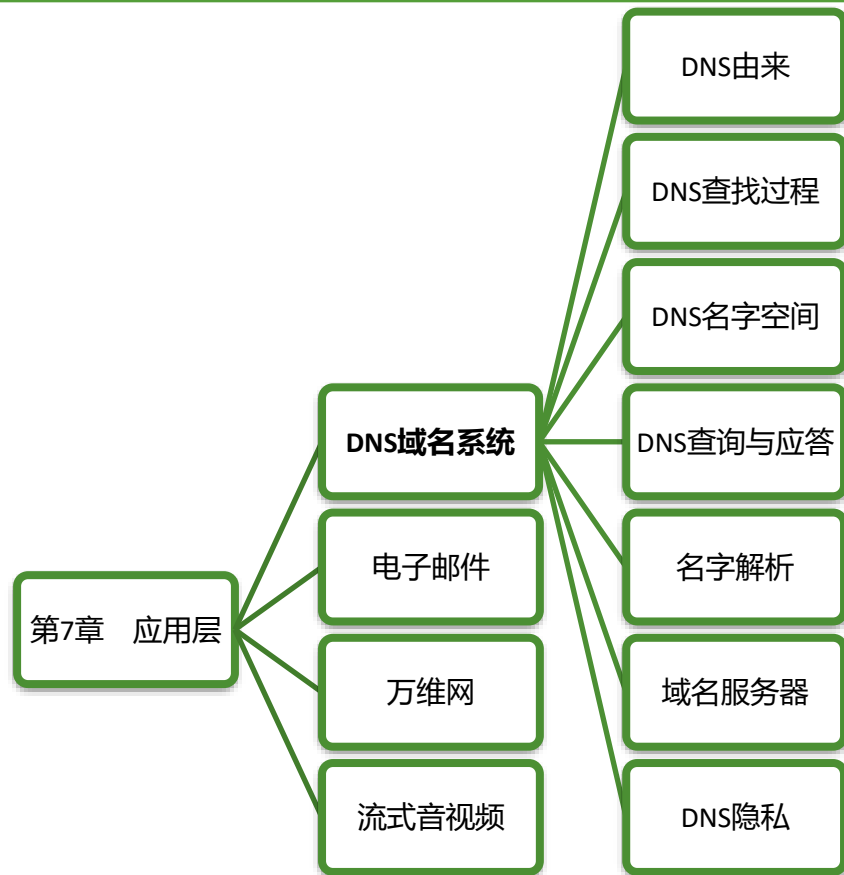 第7章 应用层
DNS域名系统
电子邮件
万维网
流式音视频
DNS由来
DNS查找过程
DNS名字空间
DNS查询与应答
名字解析
域名服务器
DNS隐私